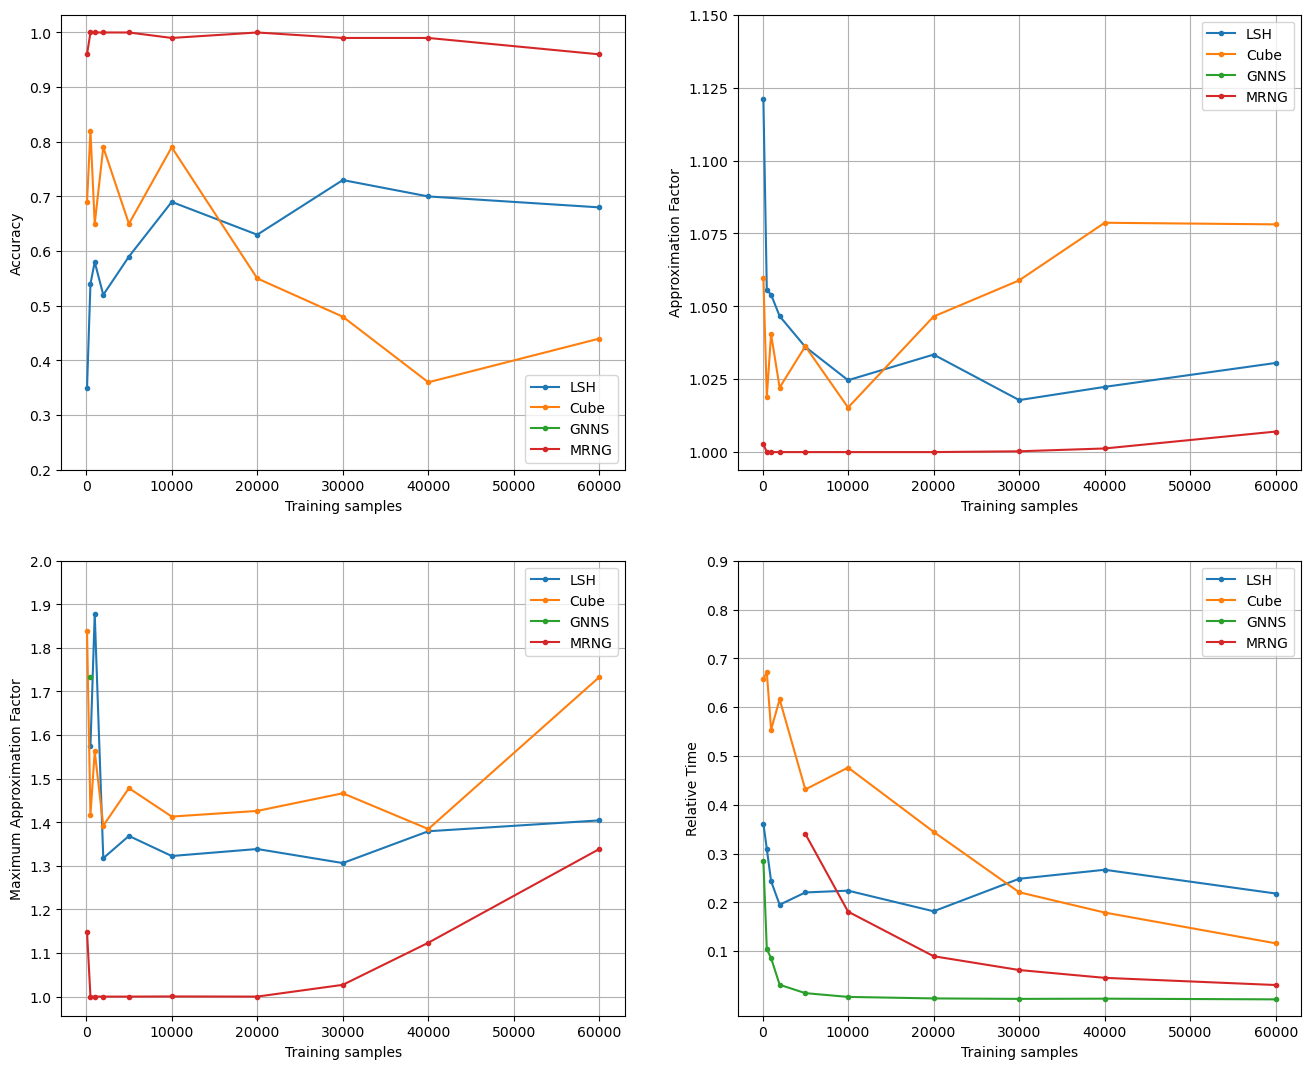 1.0
0.9
0.8
0.7
0.6
0.5
0.4
0.3
0.2
Accuracy
0 10000 20000 30000 40000 50000 60000
Training samples
LSH
Cube
GNNS
MRNG
1.150
1.125
1.100
1.075
1.050
1.025
1.000
Approximation Factor
0 10000 20000 30000 40000 50000 60000
Training samples
LSH
Cube
GNNS
MRNG
2.0
1.9
1.8
1.7
1.6
1.5
1.4
1.3
1.2
1.1
1.0
Maximum Approximation Factor
0 10000 20000 30000 40000 50000 60000
Training samples
LSH
Cube
GNNS
MRNG
0.9
0.8
0.7
0.6
0.5
0.4
0.3
0.2
0.1
Relative Time
0 10000 20000 30000 40000 50000 60000
Training samples
LSH
Cube
GNNS
MRNG